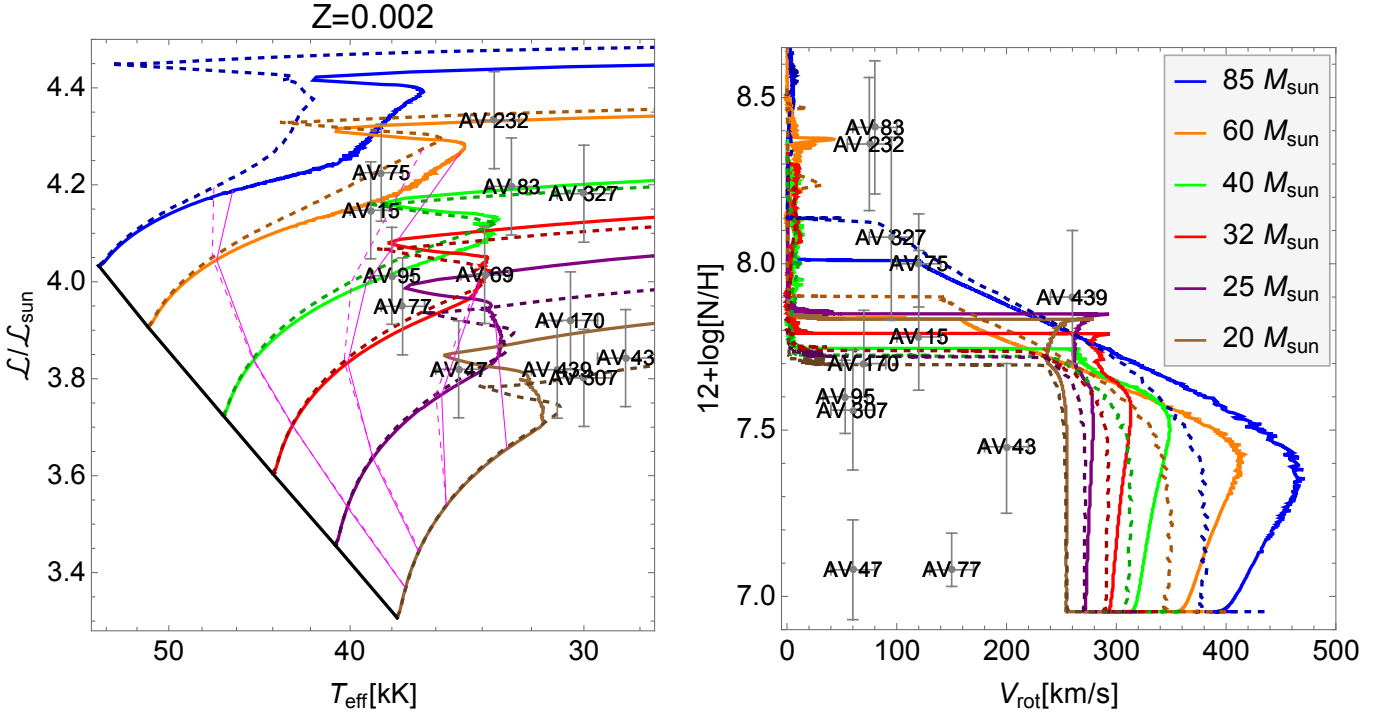 Z=0.002
ℒ/ℒsun
4.4
4.2
4.0
3.8
3.6
3.4
AV 232
AV 75
AV 83
AV 327
AV 15
AV 95
AV 69
AV 77
AV 170
AV 43
AV 47
AV 439
AV 307
50
40
30
Teff[kK]
12+log[N/H]
8.5
8.0
7.5
7.0
AV 83
AV 232
AV 327
AV 75
AV 439
AV 15
AV 170
AV 95
AV 307
AV 43
AV 47
AV 77
85 Msun
60 Msun
40 Msun
32 Msun
25 Msun
20 Msun
0
100
200
300
400
500
Vrot[km/s]